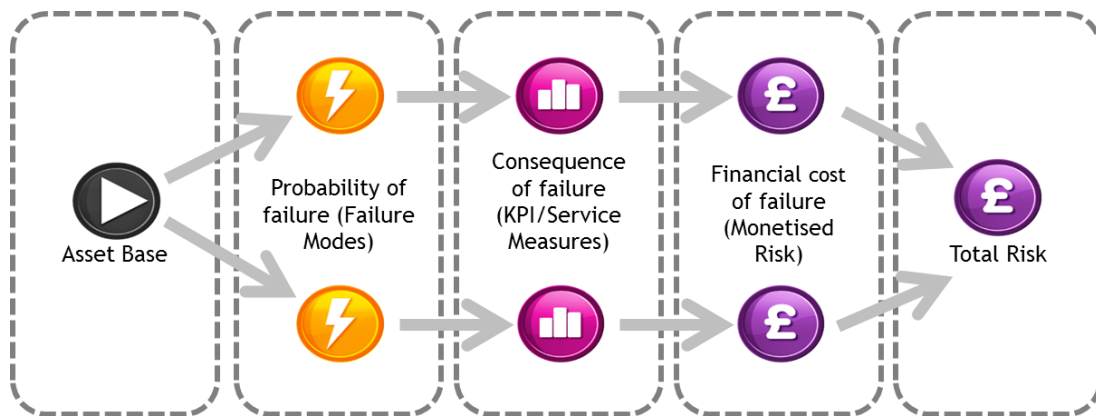 Asset Base
Probability of
failure (Failure
Modes)
Consequence
of failure
(KPI/Service
Measures)
Financial cost
of failure
(Monetised
Risk)
Total Risk
£
£
£